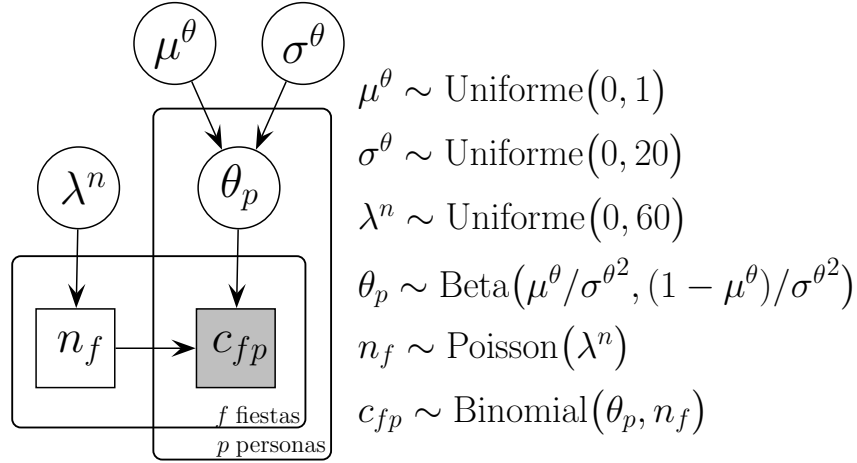 μ^θ σ^θ
μ^θ ∼ Uniforme(0, 1)
σ^θ ∼ Uniforme(0, 20)
λ^n θ_p
λ^n ∼ Uniforme(0, 60)
θ_p ∼ Beta(μ^θ/σ^θ², (1 − μ^θ)/σ^θ²)
n_f c_fp
n_f ∼ Poisson(λ^n)
c_fp ∼ Binomial(θ_p, n_f)
f fiestas
p personas